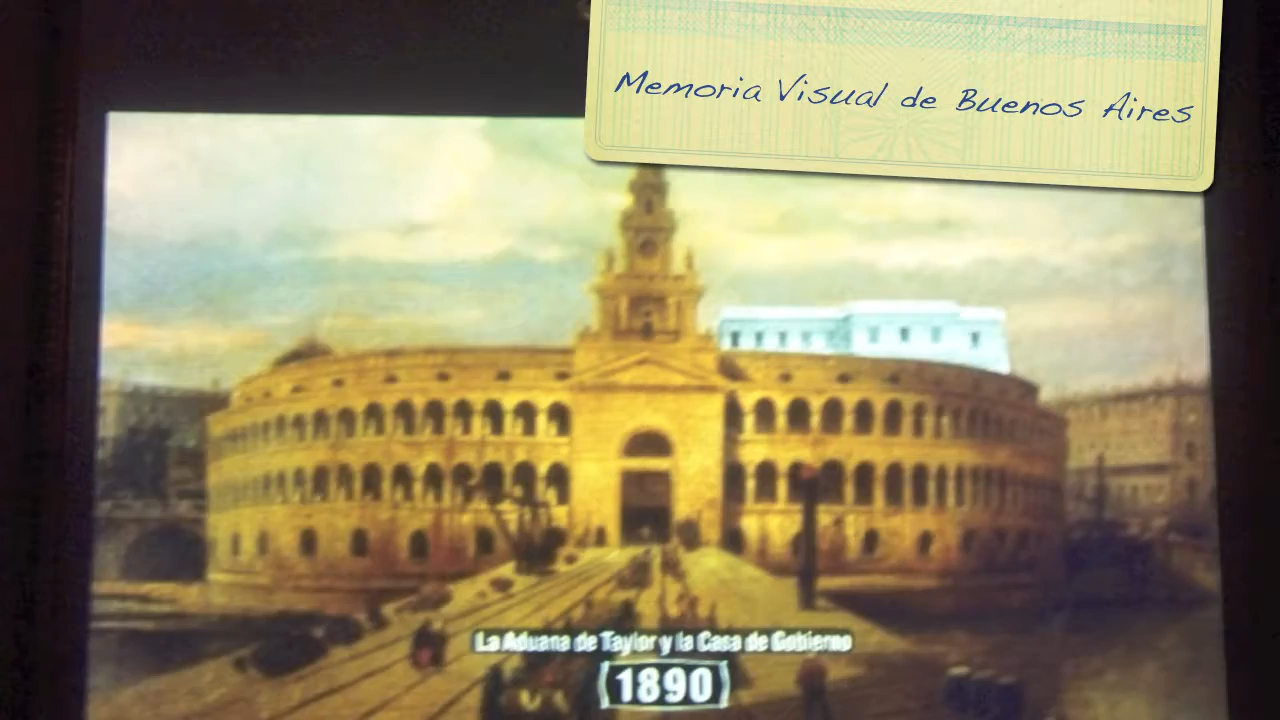 Memoria Visual de Buenos Aires
La Aduana de Taylor y la Casa de Gobierno
1890